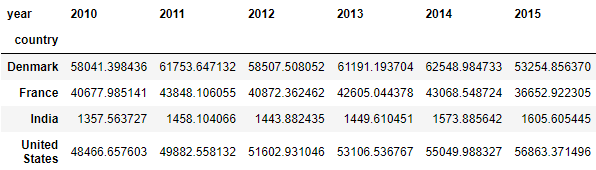 year 2010 2011 2012 2013 2014 2015
country
Denmark 58041.398436 61753.647132 58507.508052 61191.193704 62548.984733 53254.856370
France 40677.985141 43848.106055 40872.362462 42605.044378 43068.548724 36652.922305
India 1357.563727 1458.104066 1443.882435 1449.610451 1573.885642 1605.605445
United
States 48466.657603 49882.558132 51602.931046 53106.536767 55049.988327 56863.371496